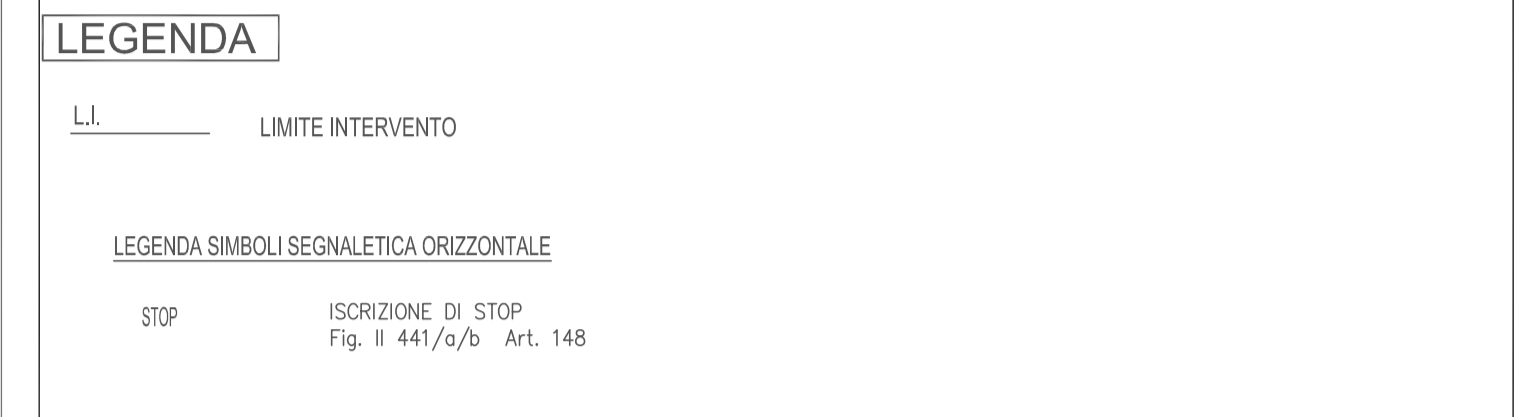 LEGENDA
L.I. LIMITE INTERVENTO
LEGENDA SIMBOLI SEGNALETICA ORIZZONTALE
STOP ISCRIZIONE DI STOP
Fig. II 441/a/b Art. 148